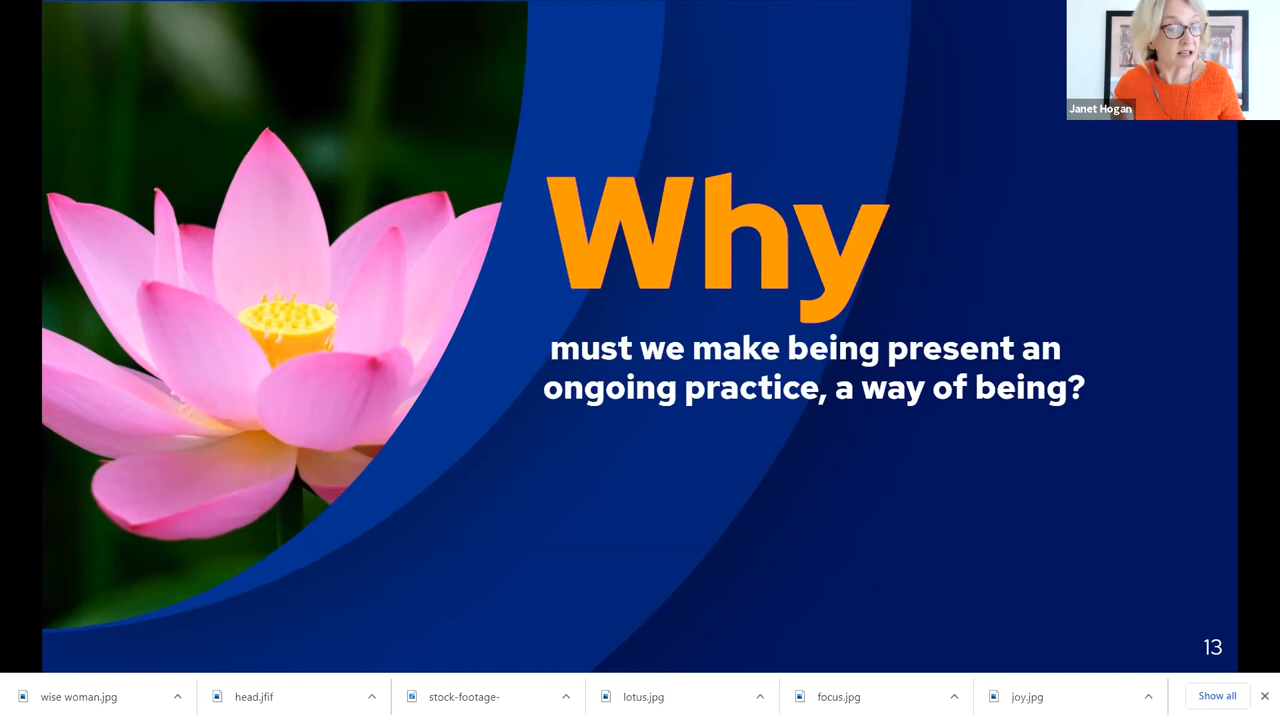 Janet Hogan
Why
must we make being present an
ongoing practice, a way of being?
13
wise woman.jpg
head.jfif
stock-footage-
lotus.jpg
focus.jpg
joy.jpg
Show all